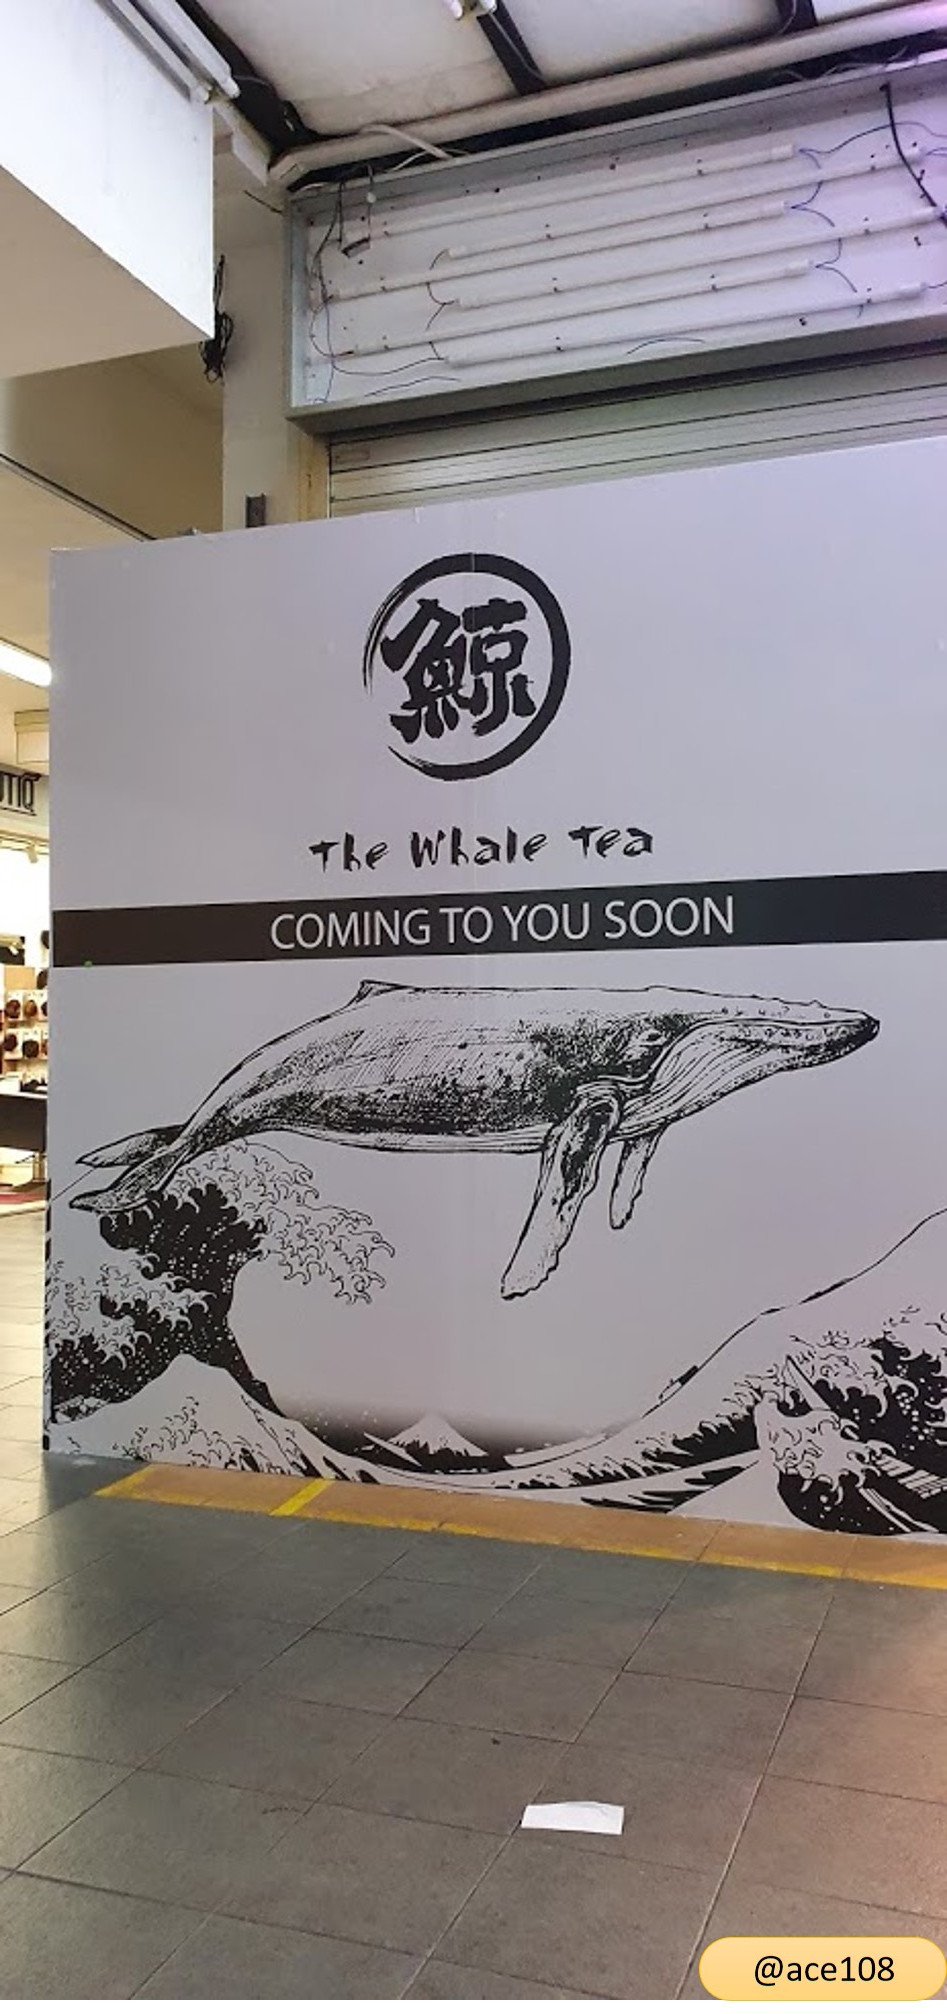 鯨
The Whale Tea
COMING TO YOU SOON
@ace108